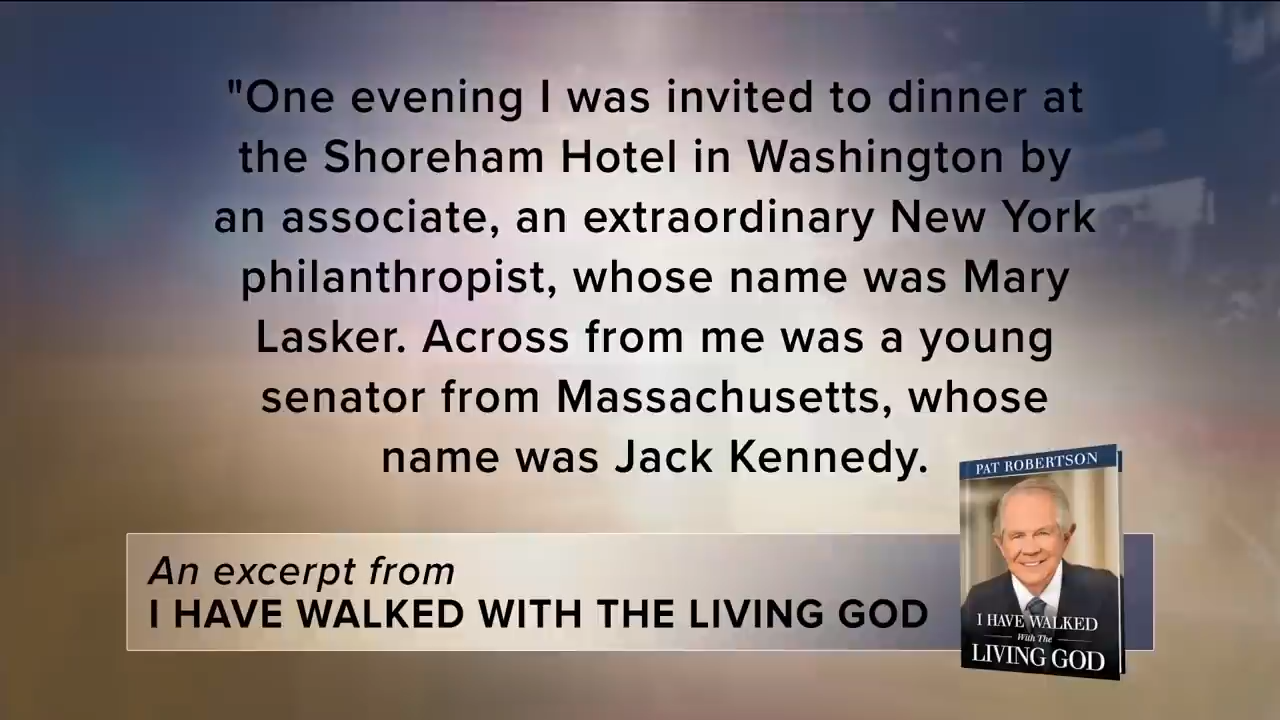 "One evening I was invited to dinner at
the Shoreham Hotel in Washington by
an associate, an extraordinary New York
philanthropist, whose name was Mary
Lasker. Across from me was a young
senator from Massachusetts, whose
name was Jack Kennedy.
An excerpt from
I HAVE WALKED WITH THE LIVING GOD
PAT ROBERTSON
I HAVE WALKED
With The
LIVING GOD